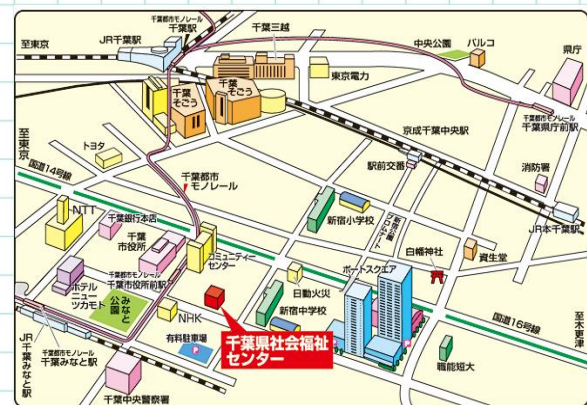 至東京
JR千葉駅
千葉都市モノレール
千葉駅
千葉三越
中央公園
パルコ
県庁
千葉
そごう
千葉
そごう
東京電力
千葉都市モノレール
千葉県庁前駅
京成千葉中央駅
トヨタ
至東京
国道14号線
千葉都市
モノレール
駅前交番
消防署
JR本千葉駅
NTT
千葉銀行本店
千葉
市役所
コミュニティー
センター
新宿小学校
新宿公園
プロムナード
白幡神社
資生堂
千葉都市モノレール
千葉市役所前駅
ホテル
ニュー
ツカモト
みなと
公園
日動火災
ポートスクエア
NHK
新宿中学校
国道16号線
至木更津
JR
千葉みなと駅
千葉都市モノレール
千葉みなと駅
有料駐車場
P
千葉県社会福祉
センター
P
職能短大
千葉中央警察署